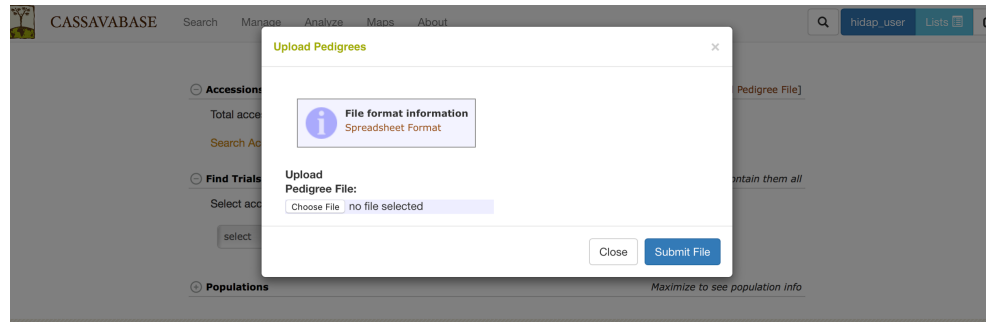 CASSAVABASE Search Manage Analyze Maps About hidap_user Lists
Upload Pedigrees ×
Accessions Pedigree File]
File format information
Total acce
Spreadsheet Format
Search Ac
Upload
Find Trials ontain them all
Pedigree File:
Select acc
Choose File no file selected
select
Close Submit File
Populations Maximize to see population info